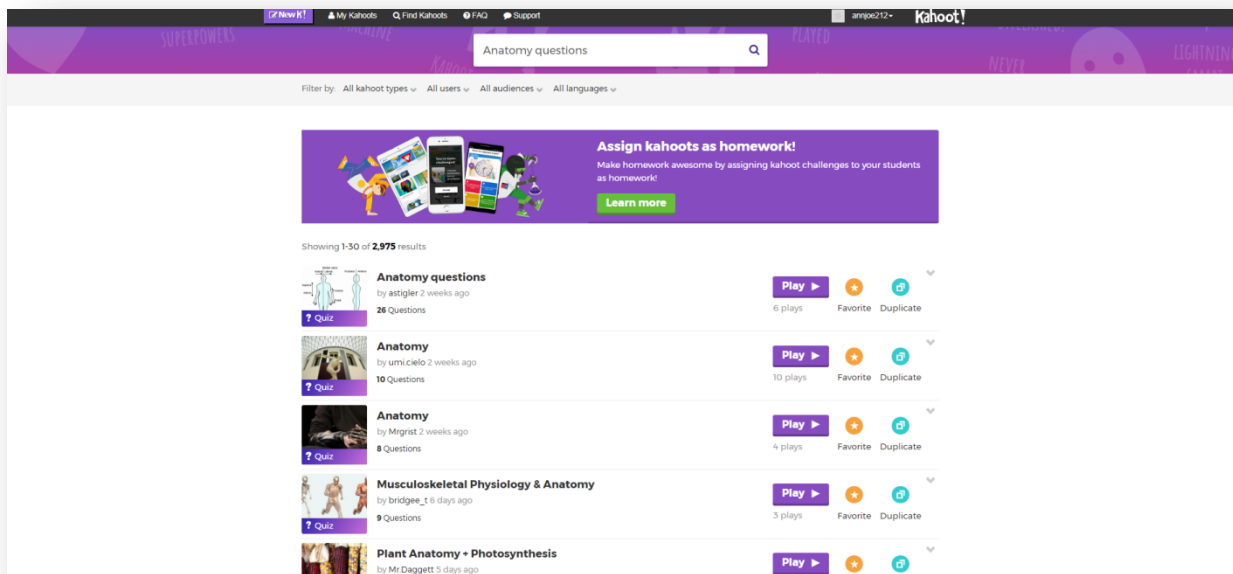 New K! My Kahoots Find Kahoots FAQ Support annjoe212 Kahoot!
SUPERPOWERS MACHINE PLAYED
Anatomy questions
KAHOOT NEVER LIGHTNING
Filter by: All kahoot types All users All audiences All languages
Assign kahoots as homework!
Make homework awesome by assigning kahoot challenges to your students
as homework!
Learn more
Showing 1-30 of 2,975 results
Anatomy questions
by astigler 2 weeks ago
26 Questions
? Quiz
Play
6 plays Favorite Duplicate
Anatomy
by umi.cielo 2 weeks ago
10 Questions
? Quiz
Play
10 plays Favorite Duplicate
Anatomy
by Mrgrist 2 weeks ago
8 Questions
? Quiz
Play
4 plays Favorite Duplicate
Musculoskeletal Physiology & Anatomy
by bridgee_t 6 days ago
9 Questions
? Quiz
Play
3 plays Favorite Duplicate
Plant Anatomy + Photosynthesis
by Mr.Daggett 5 days ago
Play